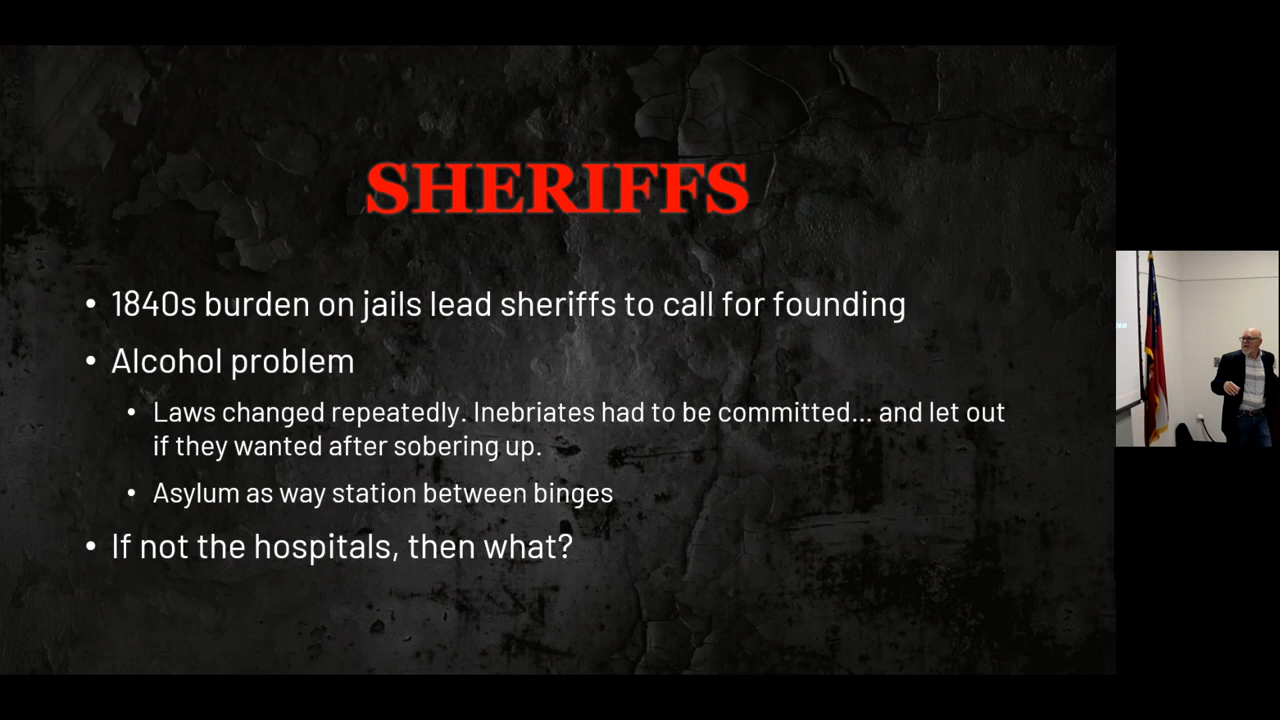 SHERIFFS
• 1840s burden on jails lead sheriffs to call for founding
• Alcohol problem
• Laws changed repeatedly. Inebriates had to be committed... and let out
if they wanted after sobering up.
• Asylum as way station between binges
• If not the hospitals, then what?